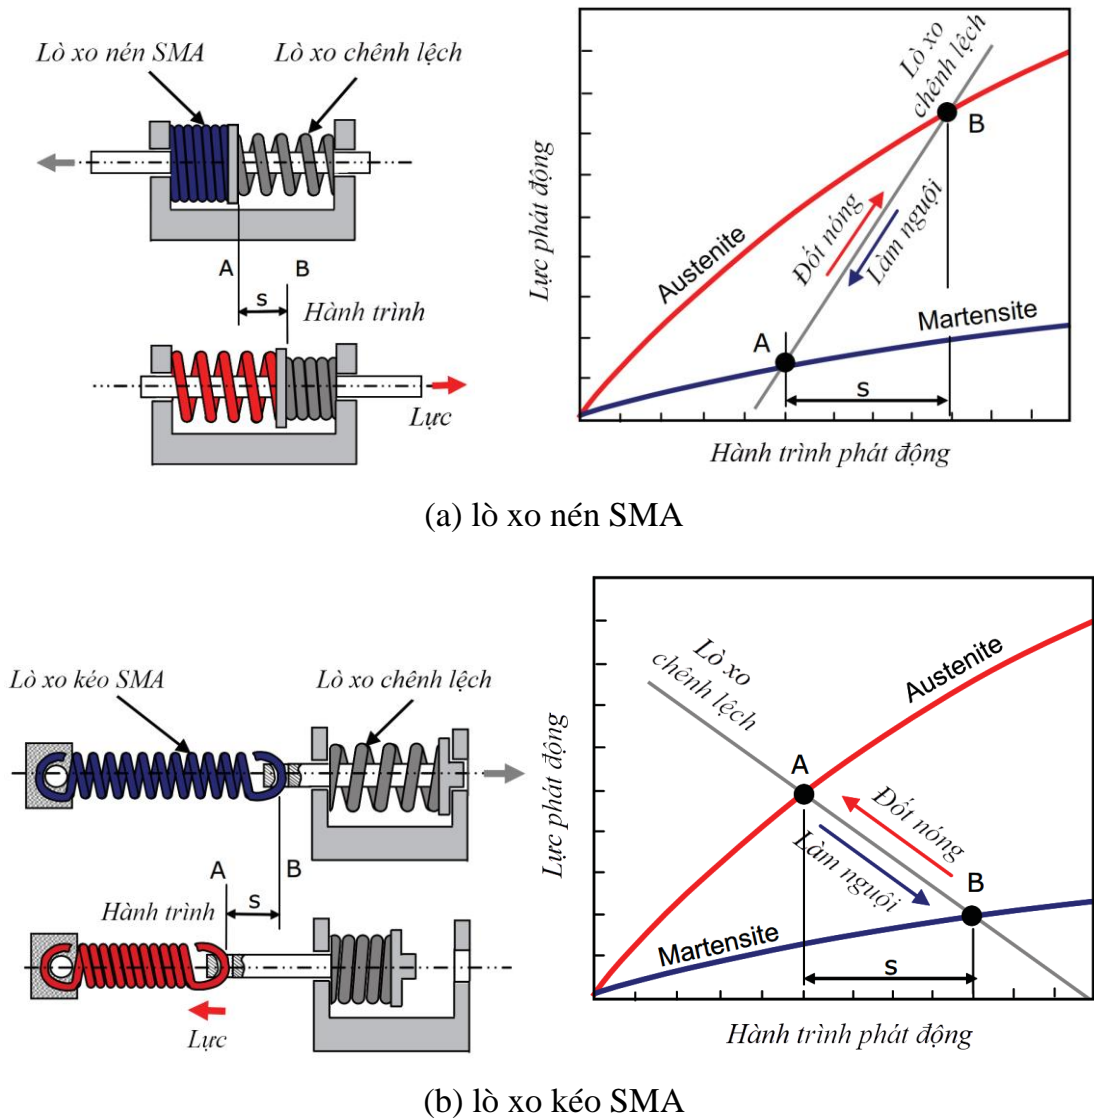 Lò xo nén SMA
Lò xo chênh lệch
A
B
s
Hành trình
Lực
Lực phát động
Lò xo
chênh lệch
B
Đốt nóng
Làm nguội
Austenite
Martensite
A
s
Hành trình phát động
(a) lò xo nén SMA
Lò xo kéo SMA
Lò xo chênh lệch
A
B
Hành trình
s
Lực
Lực phát động
Lò xo
chênh lệch
Austenite
A
Đốt nóng
Làm nguội
B
Martensite
s
Hành trình phát động
(b) lò xo kéo SMA